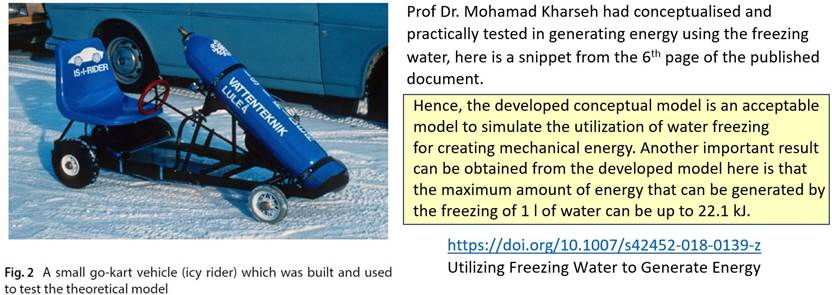 IS-I-RIDER
VATTENTEKNIK
LULEÅ
Fig. 2 A small go-kart vehicle (icy rider) which was built and used
to test the theoretical model
Prof Dr. Mohamad Kharseh had conceptualised and
practically tested in generating energy using the freezing
water, here is a snippet from the 6th page of the published
document.
Hence, the developed conceptual model is an acceptable
model to simulate the utilization of water freezing
for creating mechanical energy. Another important result
can be obtained from the developed model here is that
the maximum amount of energy that can be generated by
the freezing of 1 l of water can be up to 22.1 kJ.
https://doi.org/10.1007/s42452-018-0139-z
Utilizing Freezing Water to Generate Energy